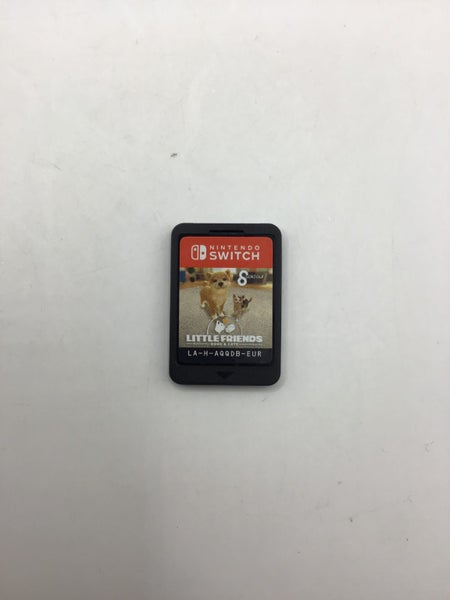 NINTENDO
SWITCH
LITTLE FRIENDS
DOGS & CATS
LA-H-AQQDB-EUR